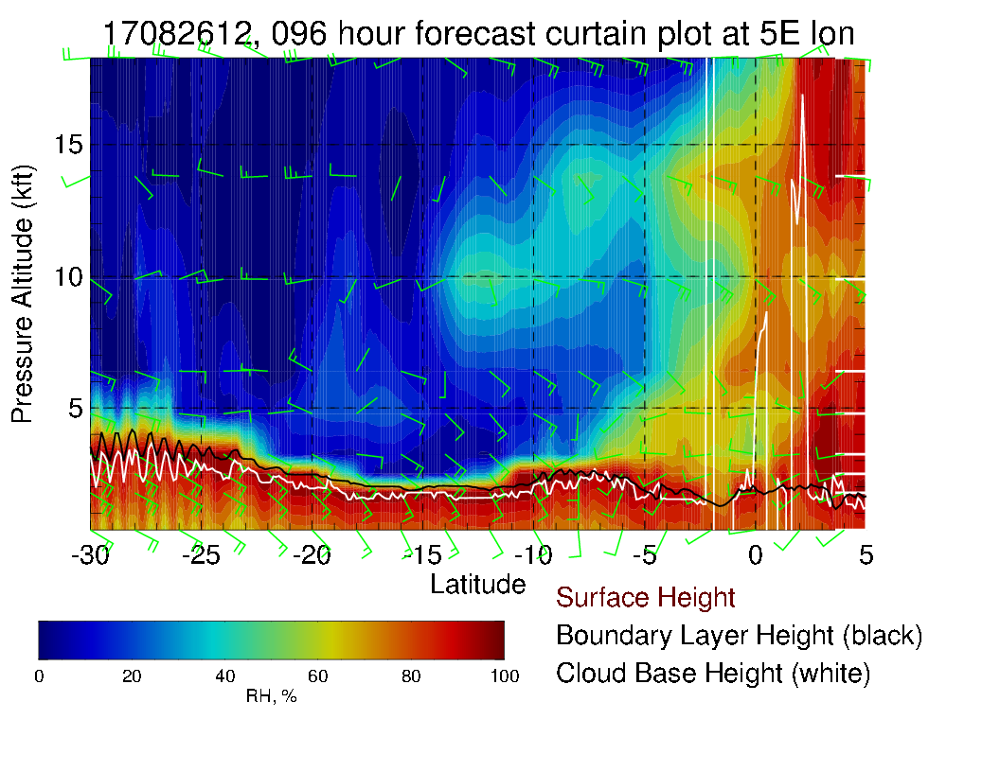 17082612, 096 hour forecast curtain plot at 5E lon
Pressure Altitude (kft)
15
10
5
-30 -25 -20 -15 -10 -5 0 5
Latitude
Surface Height
Boundary Layer Height (black)
Cloud Base Height (white)
0 20 40 60 80 100
RH, %